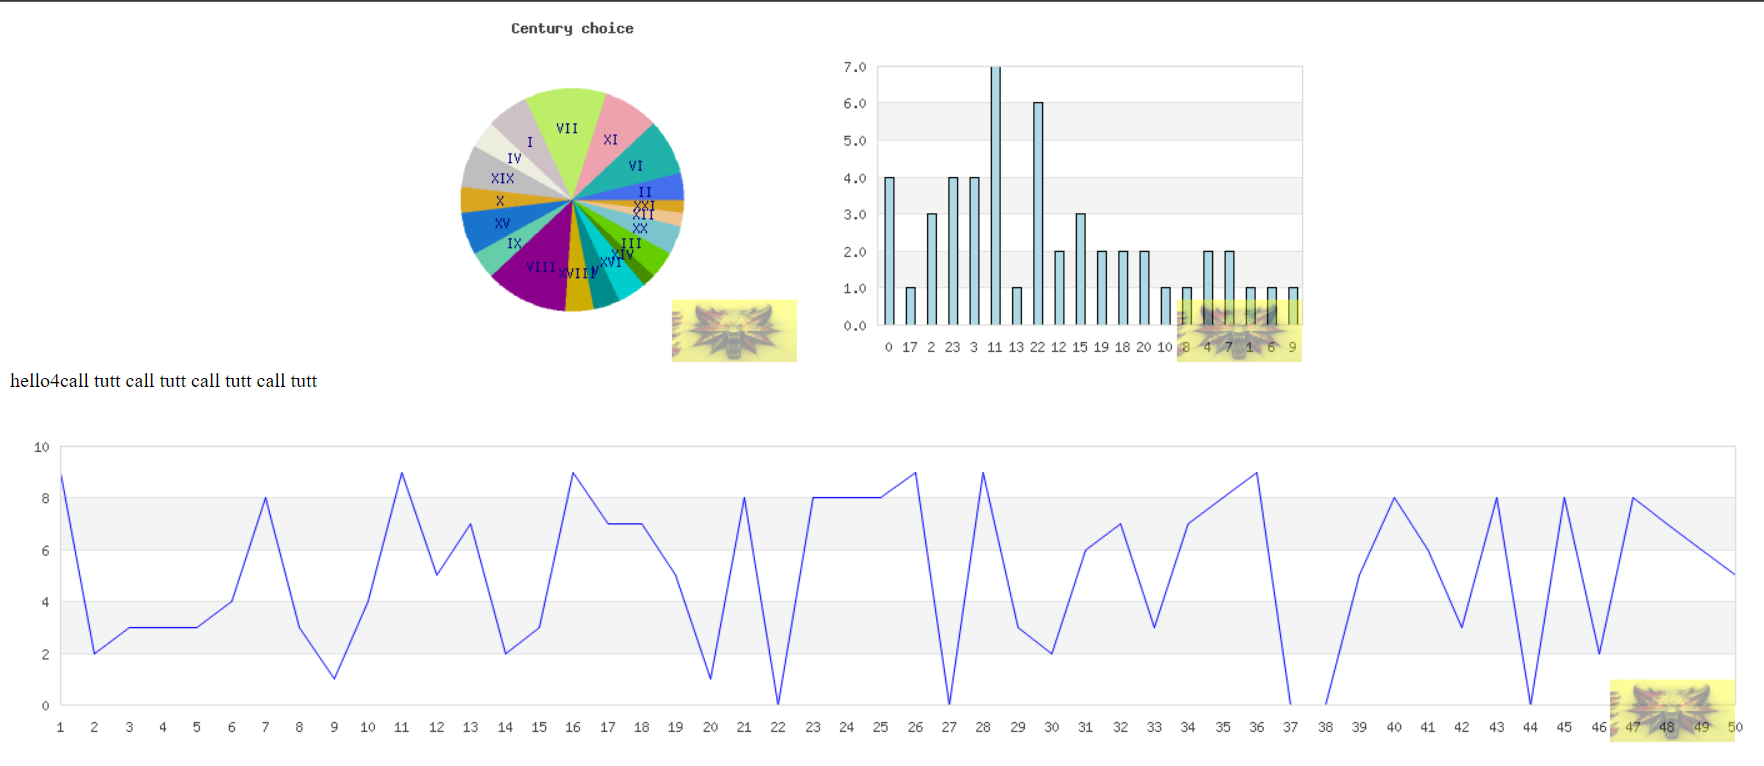 Century choice
VII
XI
I
VI
IV
XIX
II
X
XXI
XII
XV
XX
IX
III
XIV
XVI
VIII
XVIII
V
7.0
6.0
5.0
4.0
3.0
2.0
1.0
0.0
0 17 2 23 3 11 13 22 12 15 19 18 20 10 8 4 7 1 6 9
hello4call tutt call tutt call tutt call tutt
10
8
6
4
2
0
1 2 3 4 5 6 7 8 9 10 11 12 13 14 15 16 17 18 19 20 21 22 23 24 25 26 27 28 29 30 31 32 33 34 35 36 37 38 39 40 41 42 43 44 45 46 47 48 49 50